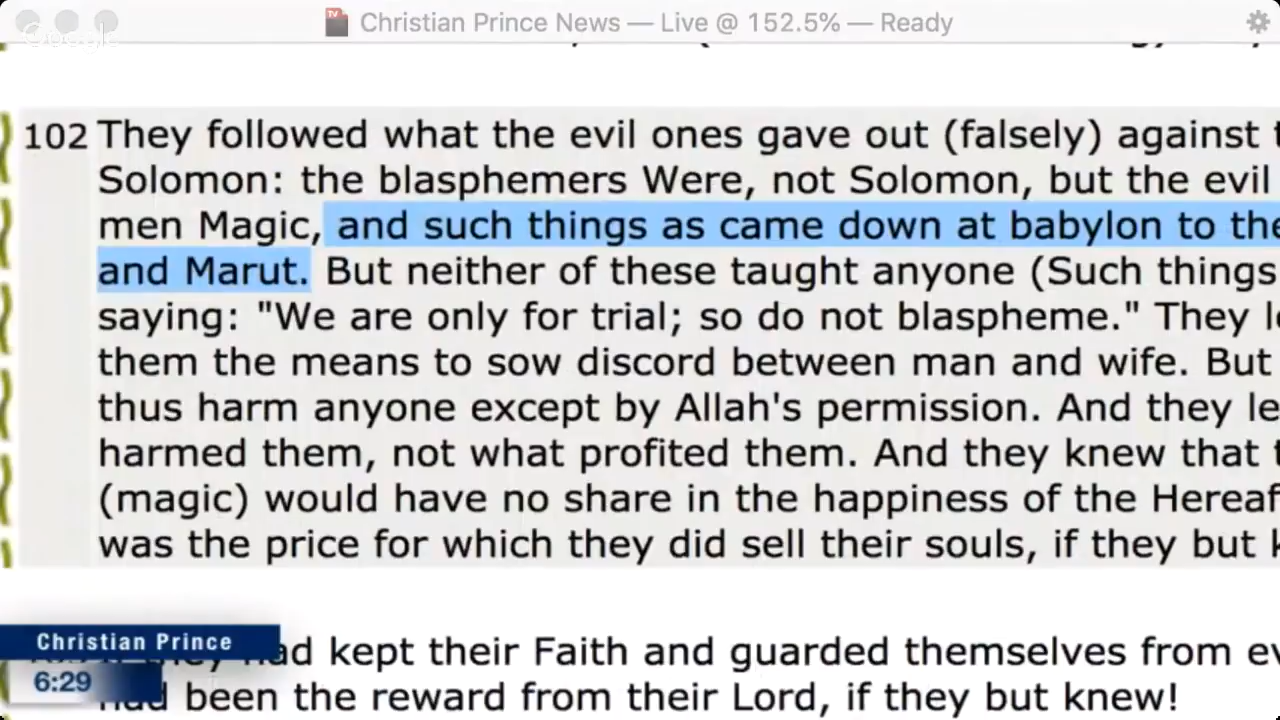 Christian Prince News — Live @ 152.5% — Ready
Google
102 They followed what the evil ones gave out (falsely) against
Solomon: the blasphemers Were, not Solomon, but the evil
men Magic, and such things as came down at babylon to the
and Marut. But neither of these taught anyone (Such things
saying: "We are only for trial; so do not blaspheme." They
them the means to sow discord between man and wife. But
thus harm anyone except by Allah's permission. And they
harmed them, not what profited them. And they knew that
(magic) would have no share in the happiness of the
was the price for which they did sell their souls, if they but
they had kept their Faith and guarded themselves from
had been the reward from their Lord, if they but knew!
Christian Prince
6:29